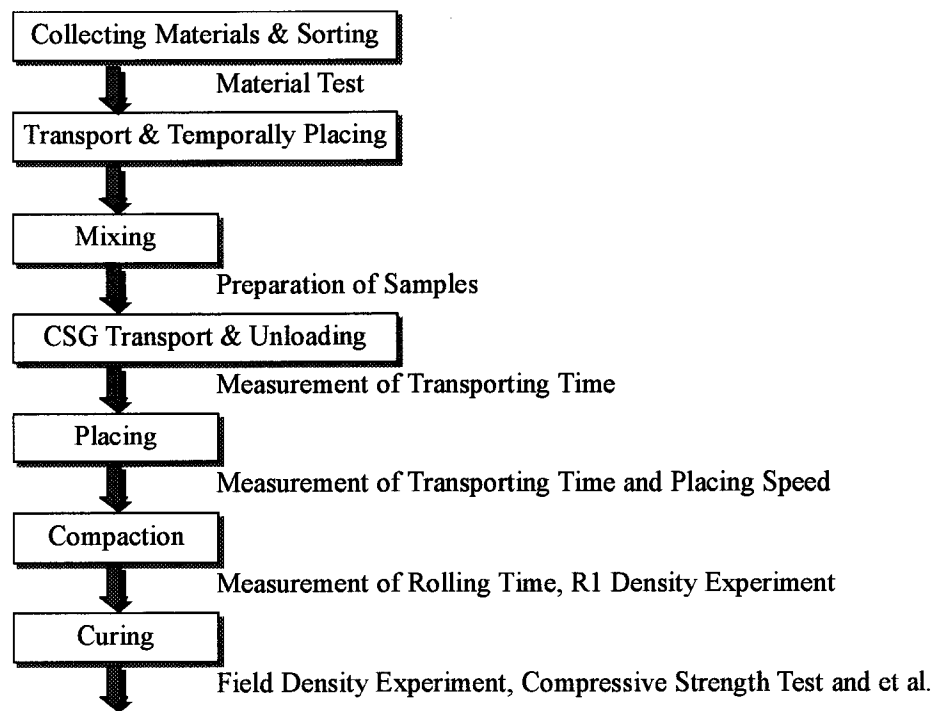 Collecting Materials & Sorting
Material Test
Transport & Temporally Placing
Mixing
Preparation of Samples
CSG Transport & Unloading
Measurement of Transporting Time
Placing
Measurement of Transporting Time and Placing Speed
Compaction
Measurement of Rolling Time, R1 Density Experiment
Curing
Field Density Experiment, Compressive Strength Test and et al.